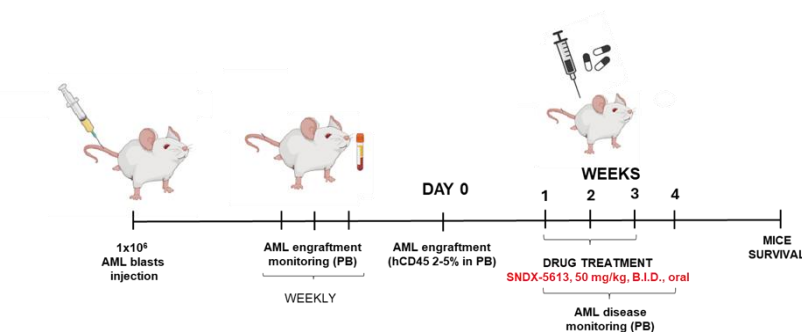 DAY 0
WEEKS
1 2 3 4
1x10⁶
AML blasts
injection
AML engraftment
monitoring (PB)
WEEKLY
AML engraftment
(hCD45 2-5% in PB)
DRUG TREATMENT
SNDX-5613, 50 mg/kg, B.I.D., oral
AML disease
monitoring (PB)
MICE
SURVIVAL